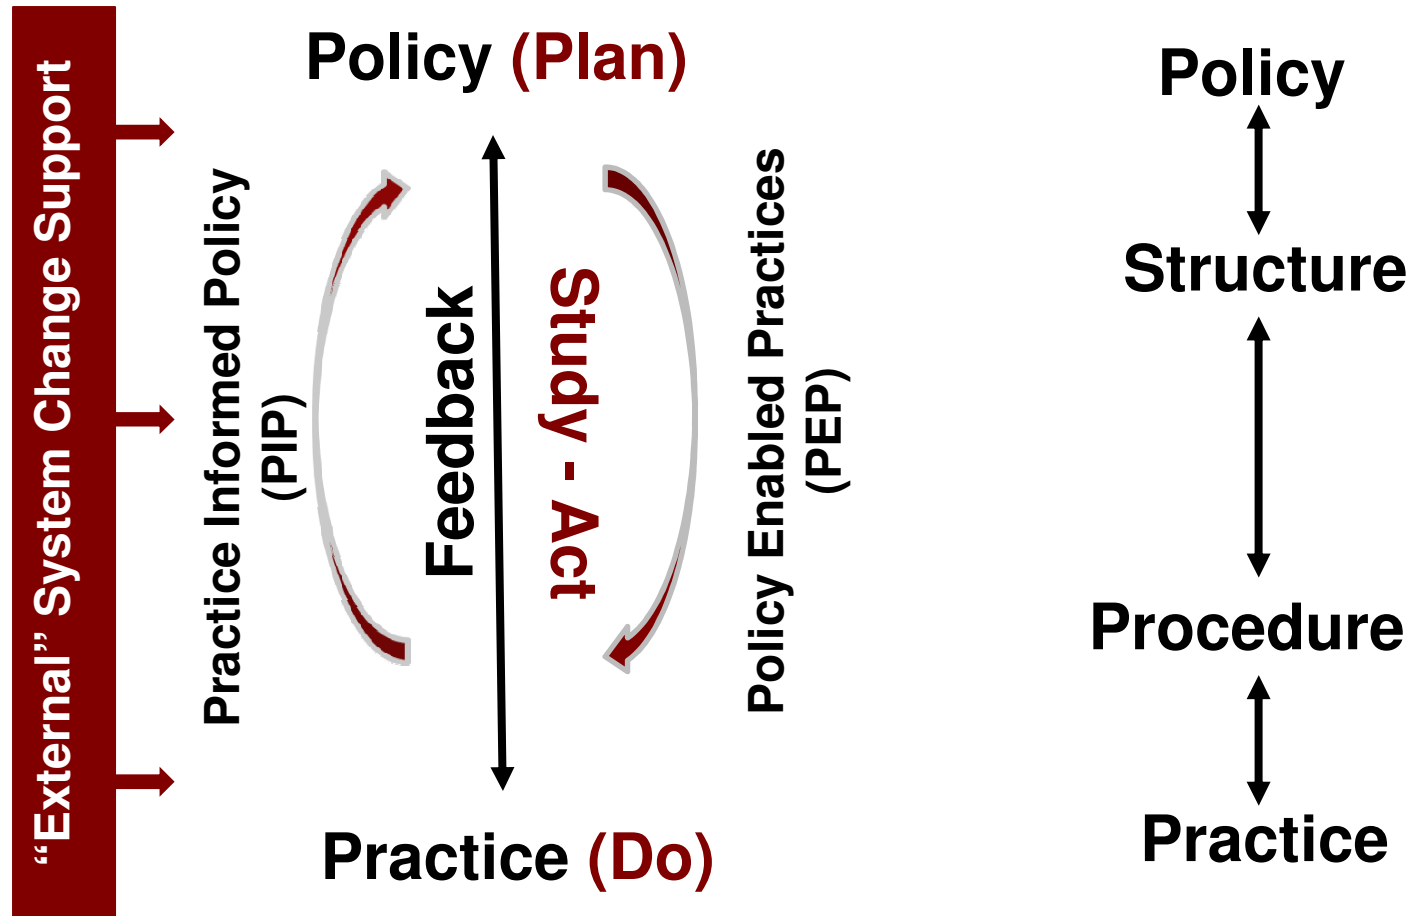 “External” System Change Support
Policy (Plan)
Practice Informed Policy
(PIP)
Feedback
Study - Act
Policy Enabled Practices
(PEP)
Practice (Do)
Policy
Structure
Procedure
Practice